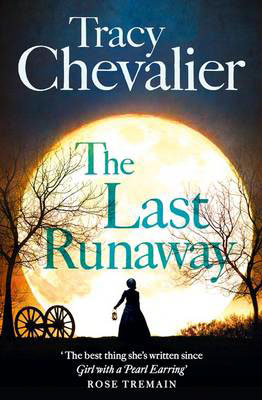 Tracy
Chevalier
The
Last
Runaway
‘The best thing she's written since
Girl with a Pearl Earring’
ROSE TREMAIN